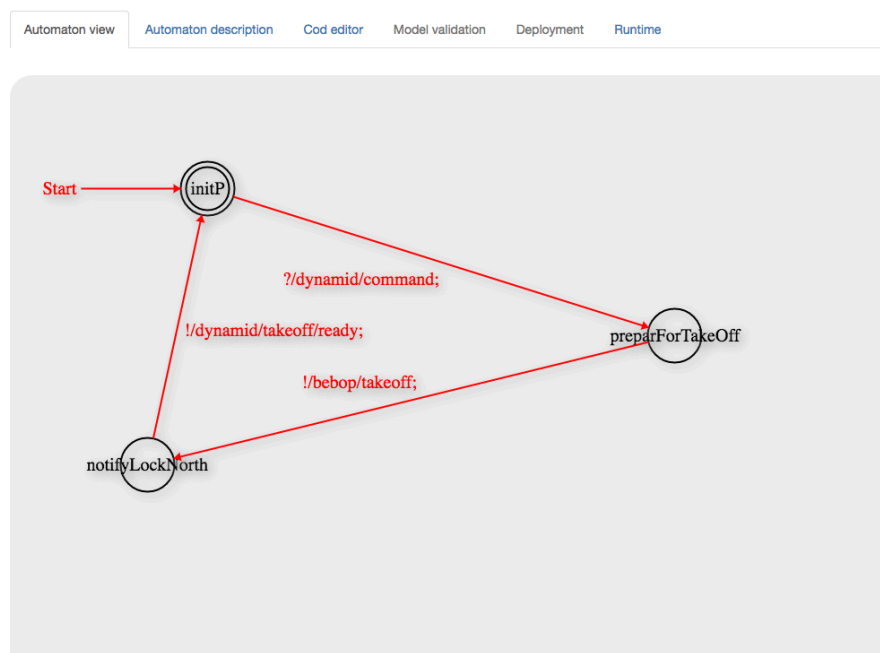 Automaton view Automaton description Cod editor Model validation Deployment Runtime
Start initP
?/dynamid/command;
!/dynamid/takeoff/ready;
preparForTakeOff
!/bebop/takeoff;
notifyLockNorth